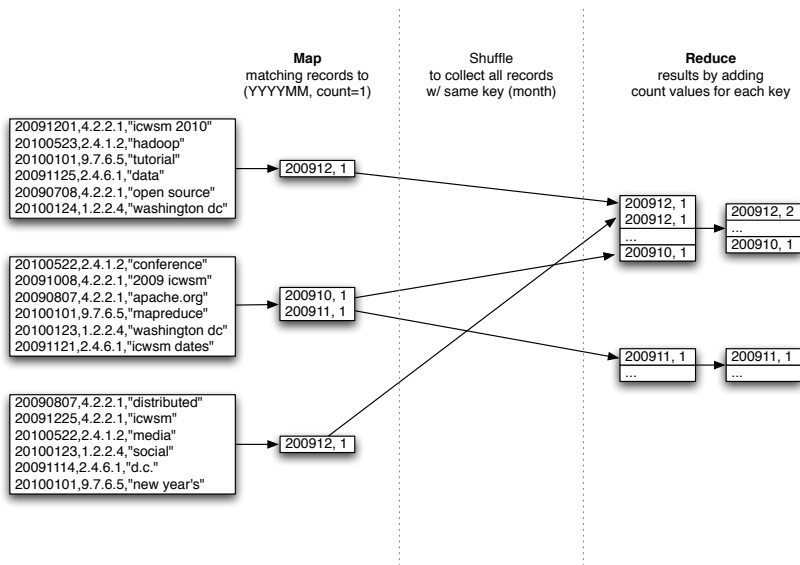 Map
matching records to
(YYYYMM, count=1)
Shuffle
to collect all records
w/ same key (month)
Reduce
results by adding
count values for each key
20091201,4.2.2.1,"icwsm 2010"
20100523,2.4.1.2,"hadoop"
20100101,9.7.6.5,"tutorial"
20091125,2.4.6.1,"data"
20090708,4.2.2.1,"open source"
20100124,1.2.2.4,"washington dc"
200912, 1
20100522,2.4.1.2,"conference"
20091008,4.2.2.1,"2009 icwsm"
20090807,4.2.2.1,"apache.org"
20100101,9.7.6.5,"mapreduce"
20100123,1.2.2.4,"washington dc"
20091121,2.4.6.1,"icwsm dates"
200910, 1
200911, 1
20090807,4.2.2.1,"distributed"
20091225,4.2.2.1,"icwsm"
20100522,2.4.1.2,"media"
20100123,1.2.2.4,"social"
20091114,2.4.6.1,"d.c."
20100101,9.7.6.5,"new year's"
200912, 1
200912, 1
200912, 1
...
200910, 1
200912, 2
...
200910, 1
200911, 1
...
200911, 1
...